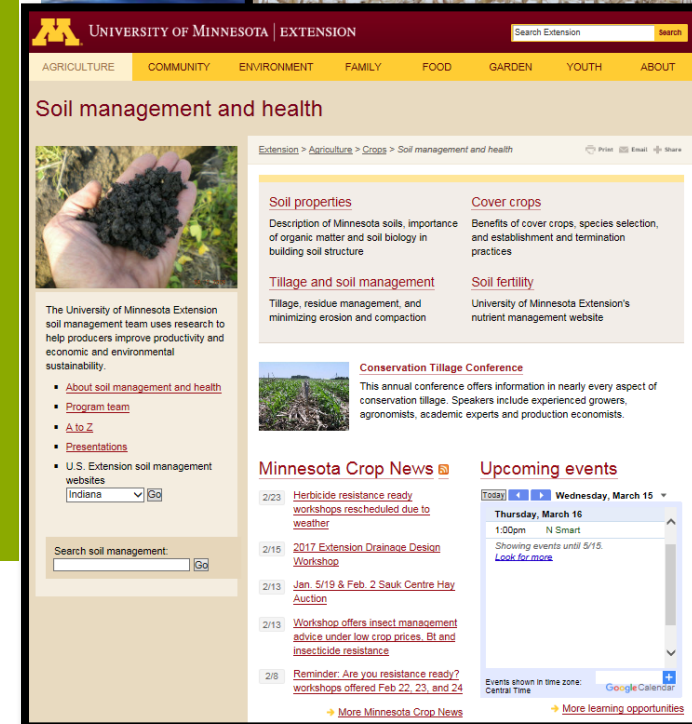 UNIVERSITY OF MINNESOTA | EXTENSION
Search Extension
Search
AGRICULTURE
COMMUNITY
ENVIRONMENT
FAMILY
FOOD
GARDEN
YOUTH
ABOUT
Soil management and health
Extension > Agriculture > Crops > Soil management and health
Print
Email
Share
The University of Minnesota Extension
soil management team uses research to
help producers improve productivity and
economic and environmental
sustainability.
About soil management and health
Program team
A to Z
Presentations
U.S. Extension soil management
websites
Indiana
Go
Search soil management:
Go
Soil properties
Description of Minnesota soils, importance
of organic matter and soil biology in
building soil structure
Cover crops
Benefits of cover crops, species selection,
and establishment and termination
practices
Tillage and soil management
Tillage, residue management, and
minimizing erosion and compaction
Soil fertility
University of Minnesota Extension's
nutrient management website
Conservation Tillage Conference
This annual conference offers information in nearly every aspect of
conservation tillage. Speakers include experienced growers,
agronomists, academic experts and production economists.
Minnesota Crop News
2/23 Herbicide resistance ready
workshops rescheduled due to
weather
2/15 2017 Extension Drainage Design
Workshop
2/13 Jan. 5/19 & Feb. 2 Sauk Centre Hay
Auction
2/13 Workshop offers insect management
advice under low crop prices, Bt and
insecticide resistance
2/8 Reminder: Are you resistance ready?
workshops offered Feb 22, 23, and 24
More Minnesota Crop News
Upcoming events
Today Wednesday, March 15
Thursday, March 16
1:00pm N Smart
Showing events until 5/15.
Look for more
Events shown in time zone:
Central Time
Google Calendar
More learning opportunities